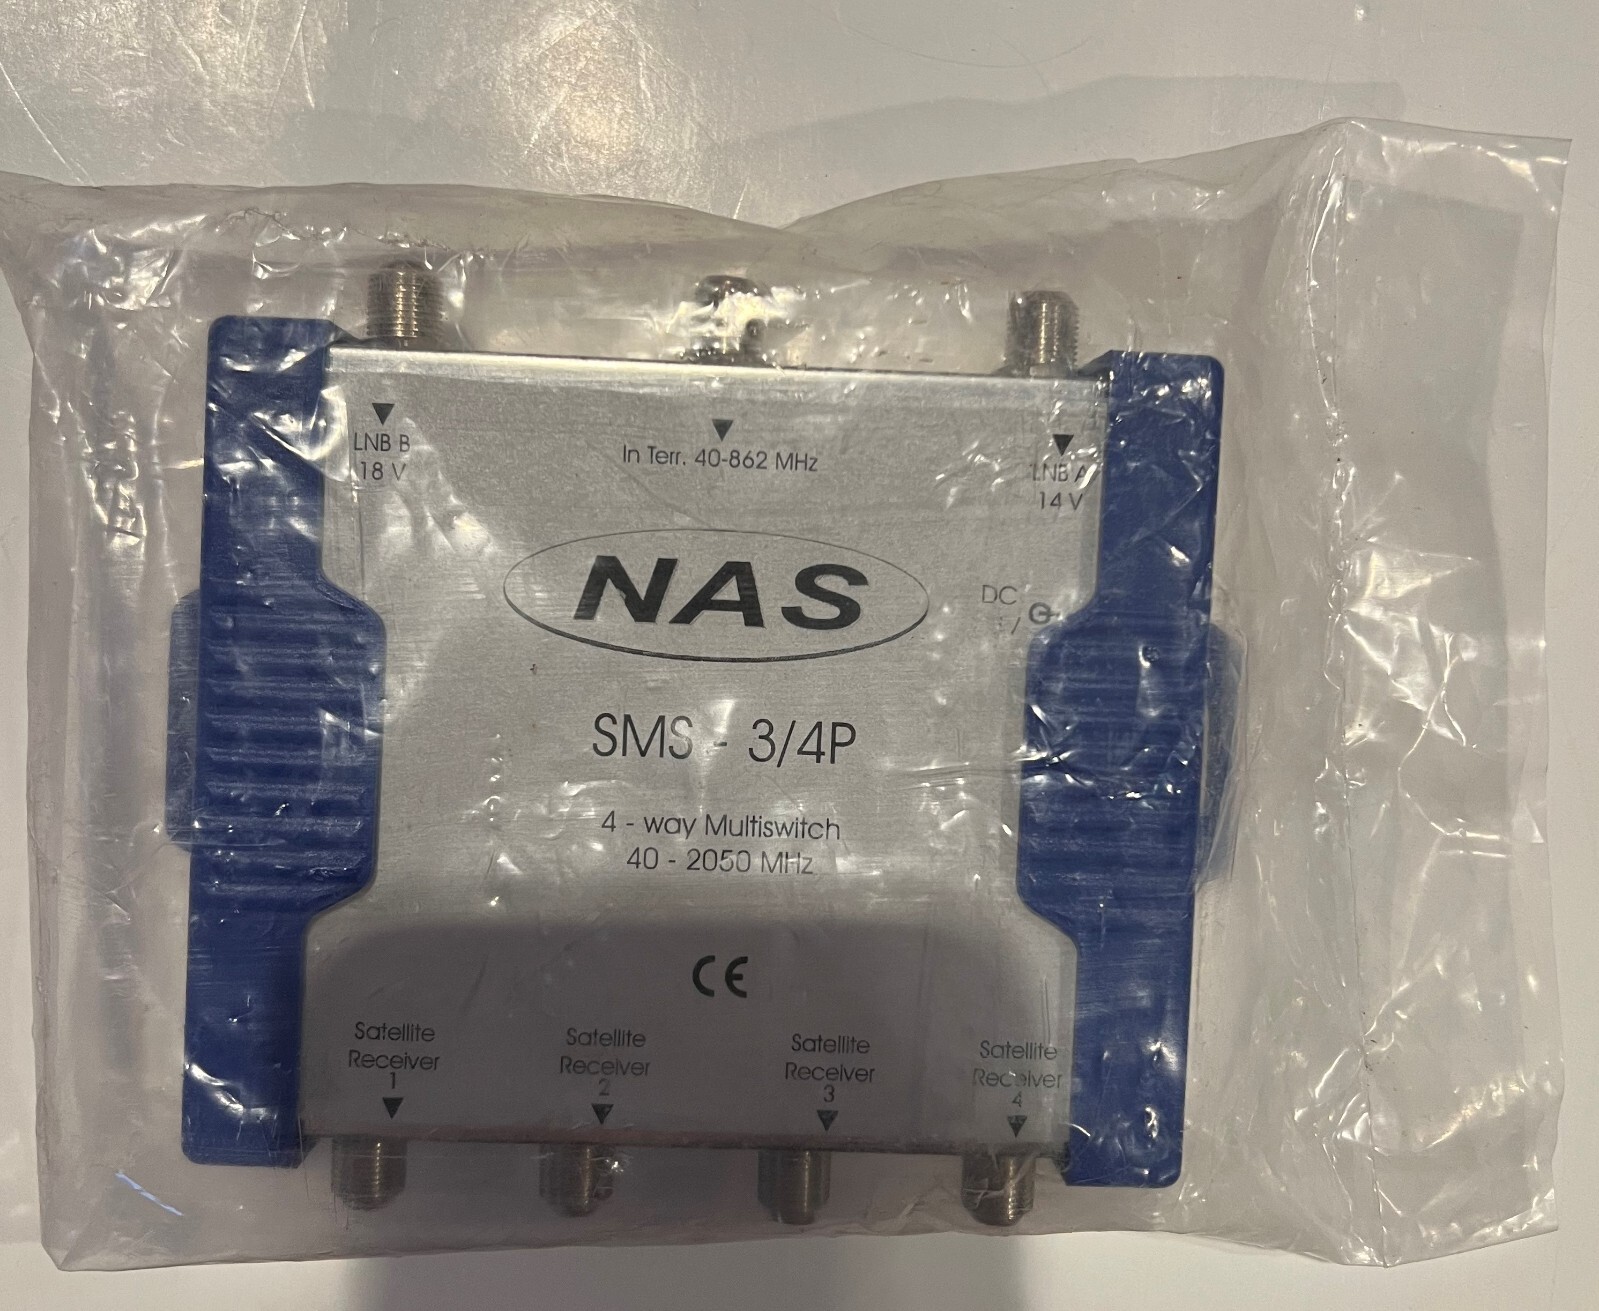 LNB B
18 V
In Terr. 40-862 MHz
LNB A
14 V
NAS
DC
SMS - 3/4P
4 - way Multiswitch
40 - 2050 MHz
CE
Satellite
Receiver
1
Satellite
Receiver
2
Satellite
Receiver
3
Satellite
Receiver
4